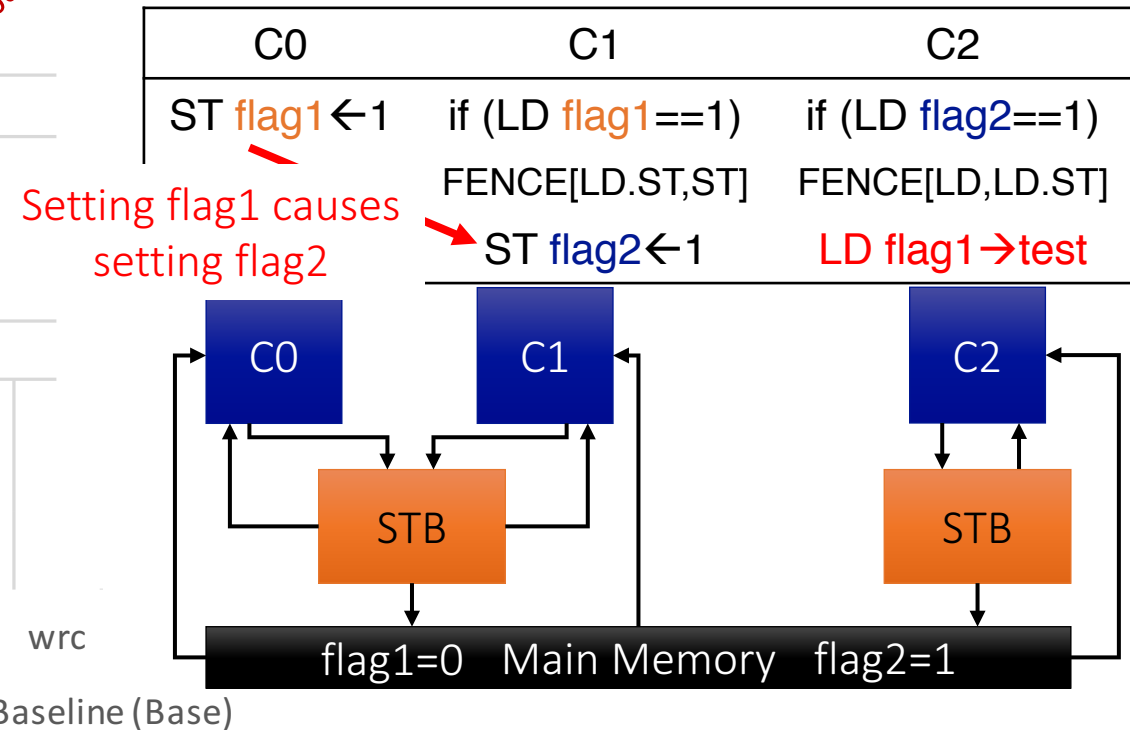 C0 C1 C2
ST flag1←1 if (LD flag1==1) if (LD flag2==1)
FENCE[LD.ST,ST] FENCE[LD,LD.ST]
Setting flag1 causes
setting flag2
ST flag2←1 LD flag1→test
C0 C1 C2
STB STB
flag1=0 Main Memory flag2=1
wrc
Baseline (Base)